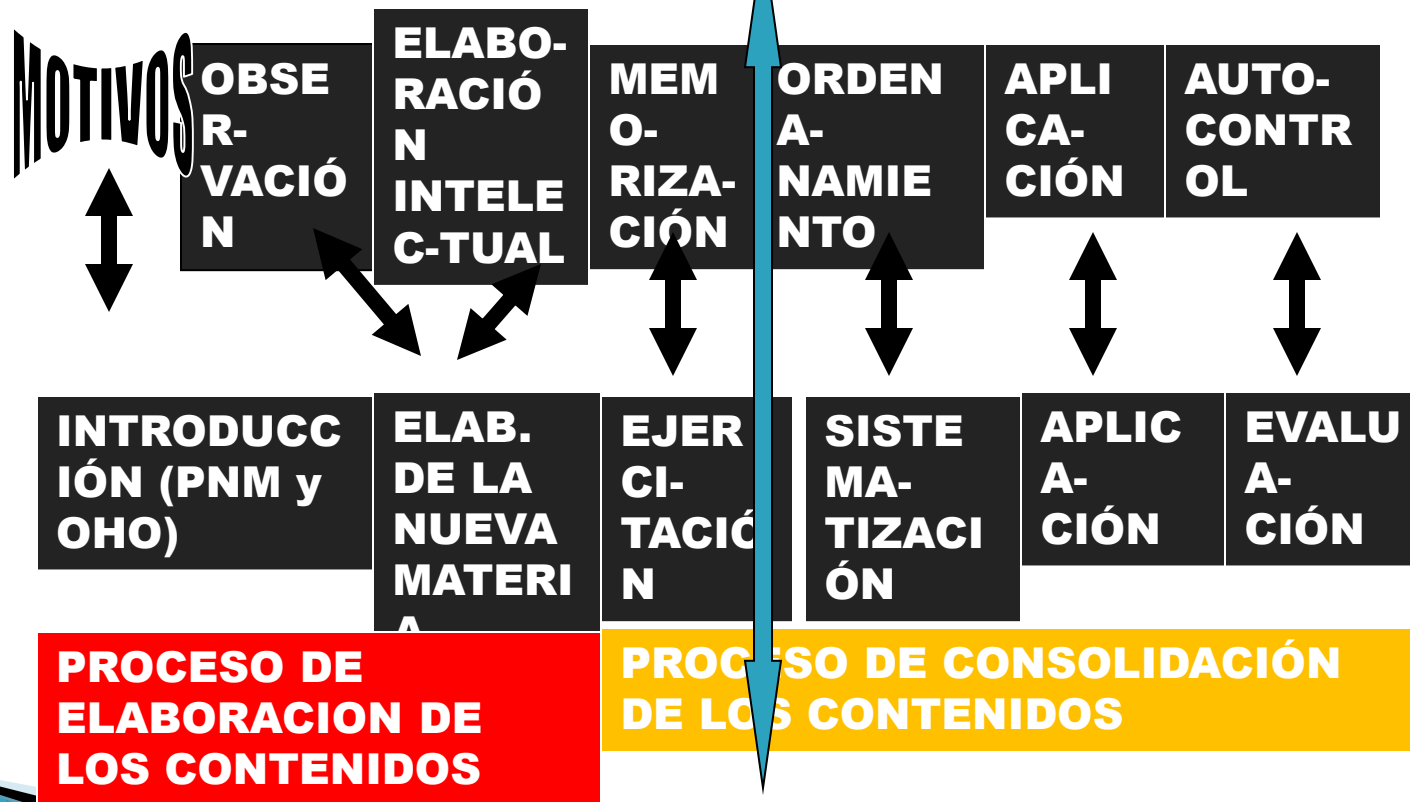 MOTIVOS
OBSE
R-
VACIÓ
N
ELABO-
RACIÓ
N
INTELE
C-TUAL
MEM
O-
RIZA-
CIÓN
ORDEN
A-
NAMIE
NTO
APLI
CA-
CIÓN
AUTO-
CONTR
OL
INTRODUCC
IÓN (PNM y
OHO)
ELAB.
DE LA
NUEVA
MATERI
A
EJER
CI-
TACIÓ
N
SISTE
MA-
TIZACI
ÓN
APLIC
A-
CIÓN
EVALU
A-
CIÓN
PROCESO DE
ELABORACION DE
LOS CONTENIDOS
PROCESO DE CONSOLIDACIÓN
DE LOS CONTENIDOS